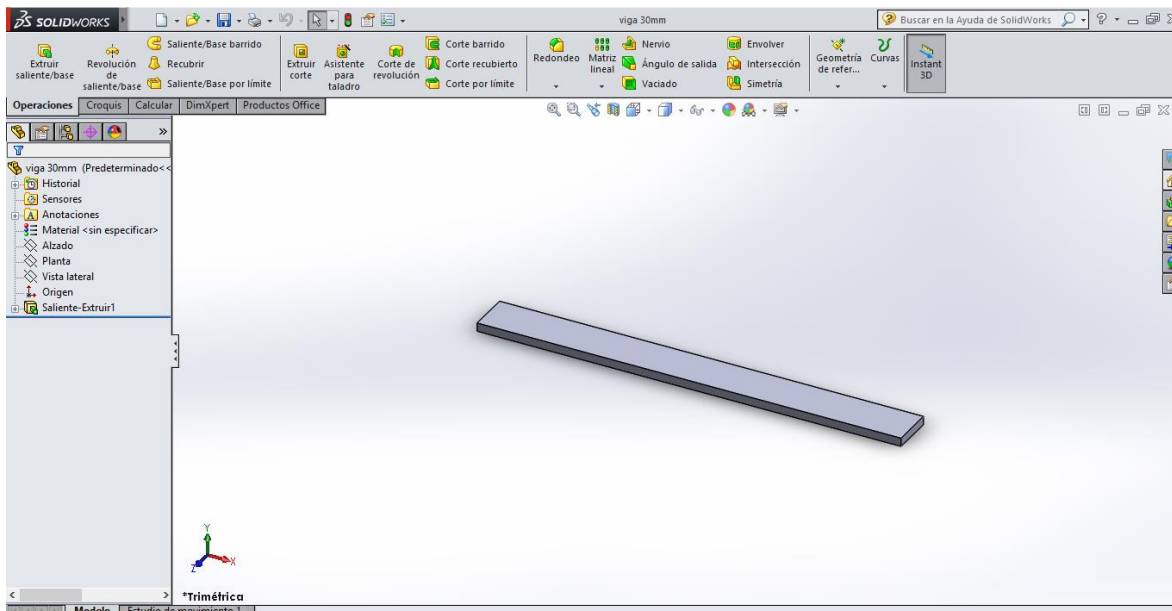 SOLIDWORKS
viga 30mm
Buscar en la Ayuda de SolidWorks
Extruir saliente/base
Revolución de saliente/base
Saliente/Base barrido
Recubrir
Saliente/Base por límite
Extruir corte
Asistente para taladro
Corte de revolución
Corte barrido
Corte recubierto
Corte por límite
Redondeo
Matriz lineal
Nervio
Ángulo de salida
Vaciado
Envolver
Intersección
Simetría
Geometría de refer...
Curvas
Instant 3D
Operaciones
Croquis
Calcular
DimXpert
Productos Office
viga 30mm (Predeterminado<<
Historial
Sensores
Anotaciones
Material <sin especificar>
Alzado
Planta
Vista lateral
Origen
Saliente-Extruir1
Y
X
Z
*Trimétrica
Modelo
Estudio de movimiento 1